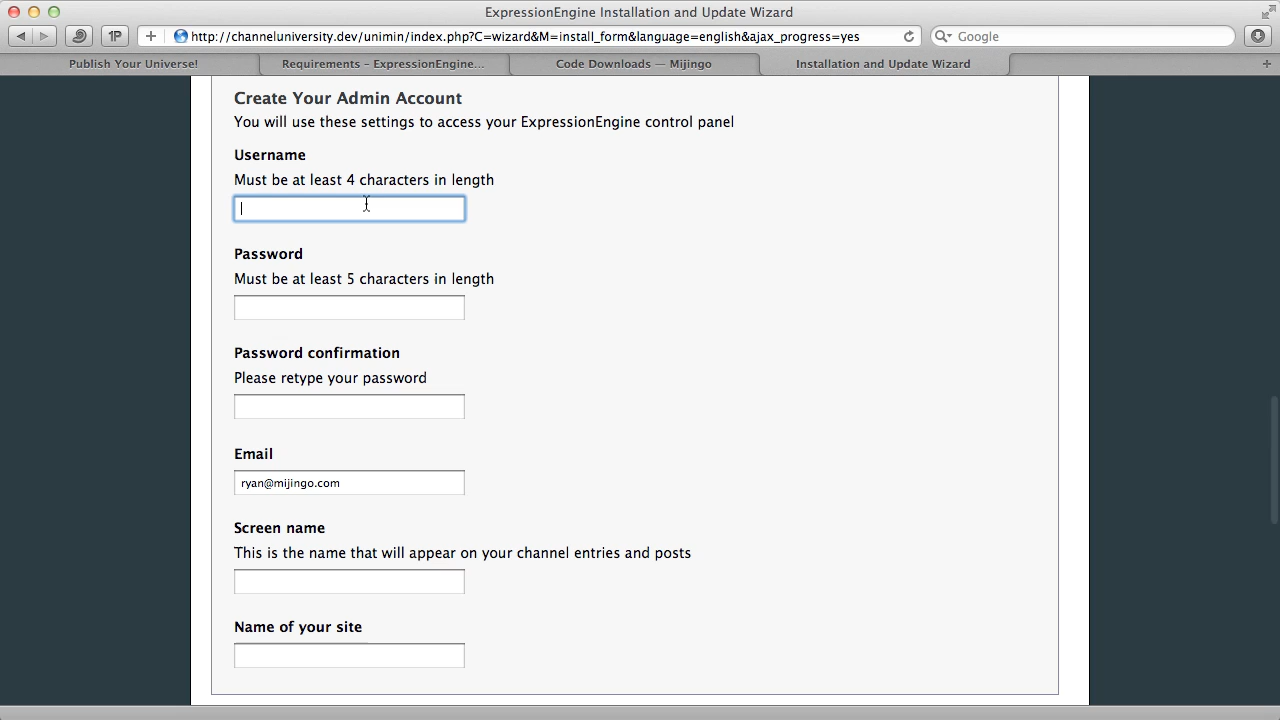 ExpressionEngine Installation and Update Wizard
1P
+
http://channeluniversity.dev/unimin/index.php?C=wizard&M=install_form&language=english&ajax_progress=yes
Google
Publish Your Universe!
Requirements – ExpressionEngine...
Code Downloads — Mijingo
Installation and Update Wizard
+
Create Your Admin Account
You will use these settings to access your ExpressionEngine control panel
Username
Must be at least 4 characters in length
Password
Must be at least 5 characters in length
Password confirmation
Please retype your password
Email
ryan@mijingo.com
Screen name
This is the name that will appear on your channel entries and posts
Name of your site